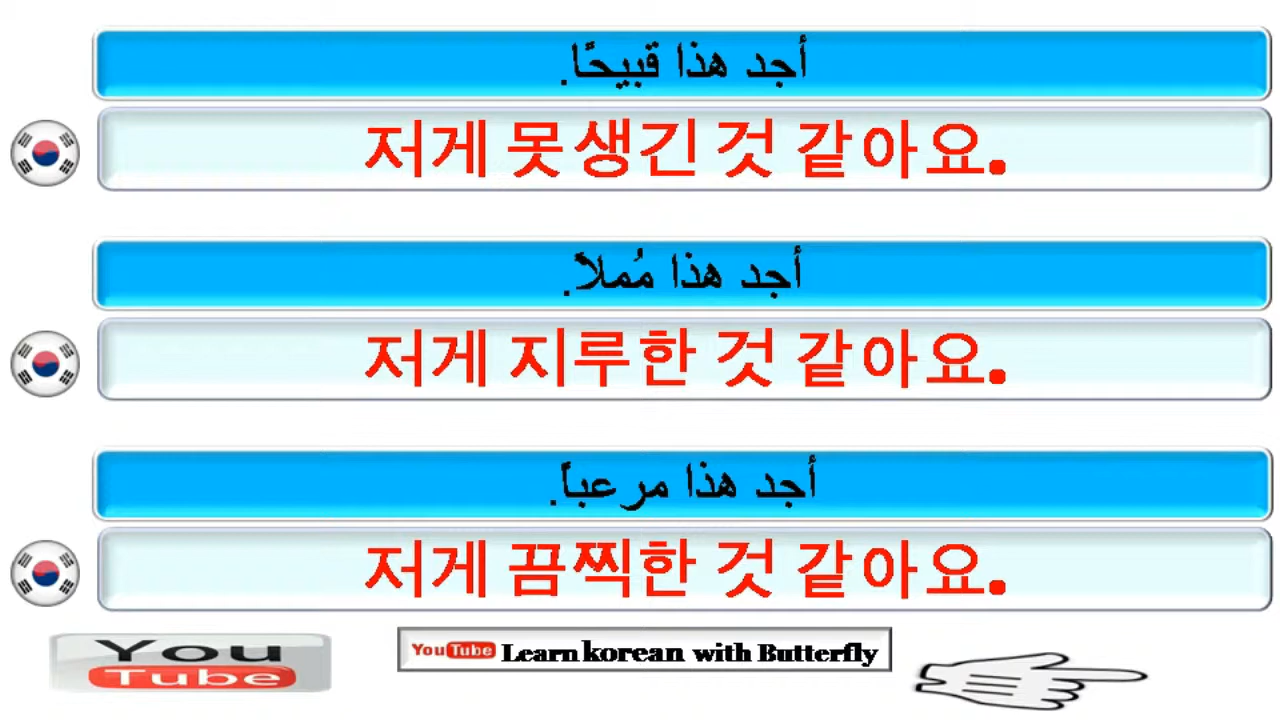 أجد هذا قبيحًا.
저게 못생긴 것 같아요.
أجد هذا مُملاً.
저게 지루한 것 같아요.
أجد هذا مرعباً.
저게 끔찍한 것 같아요.
You
Tube
YouTube Learn korean with Butterfly